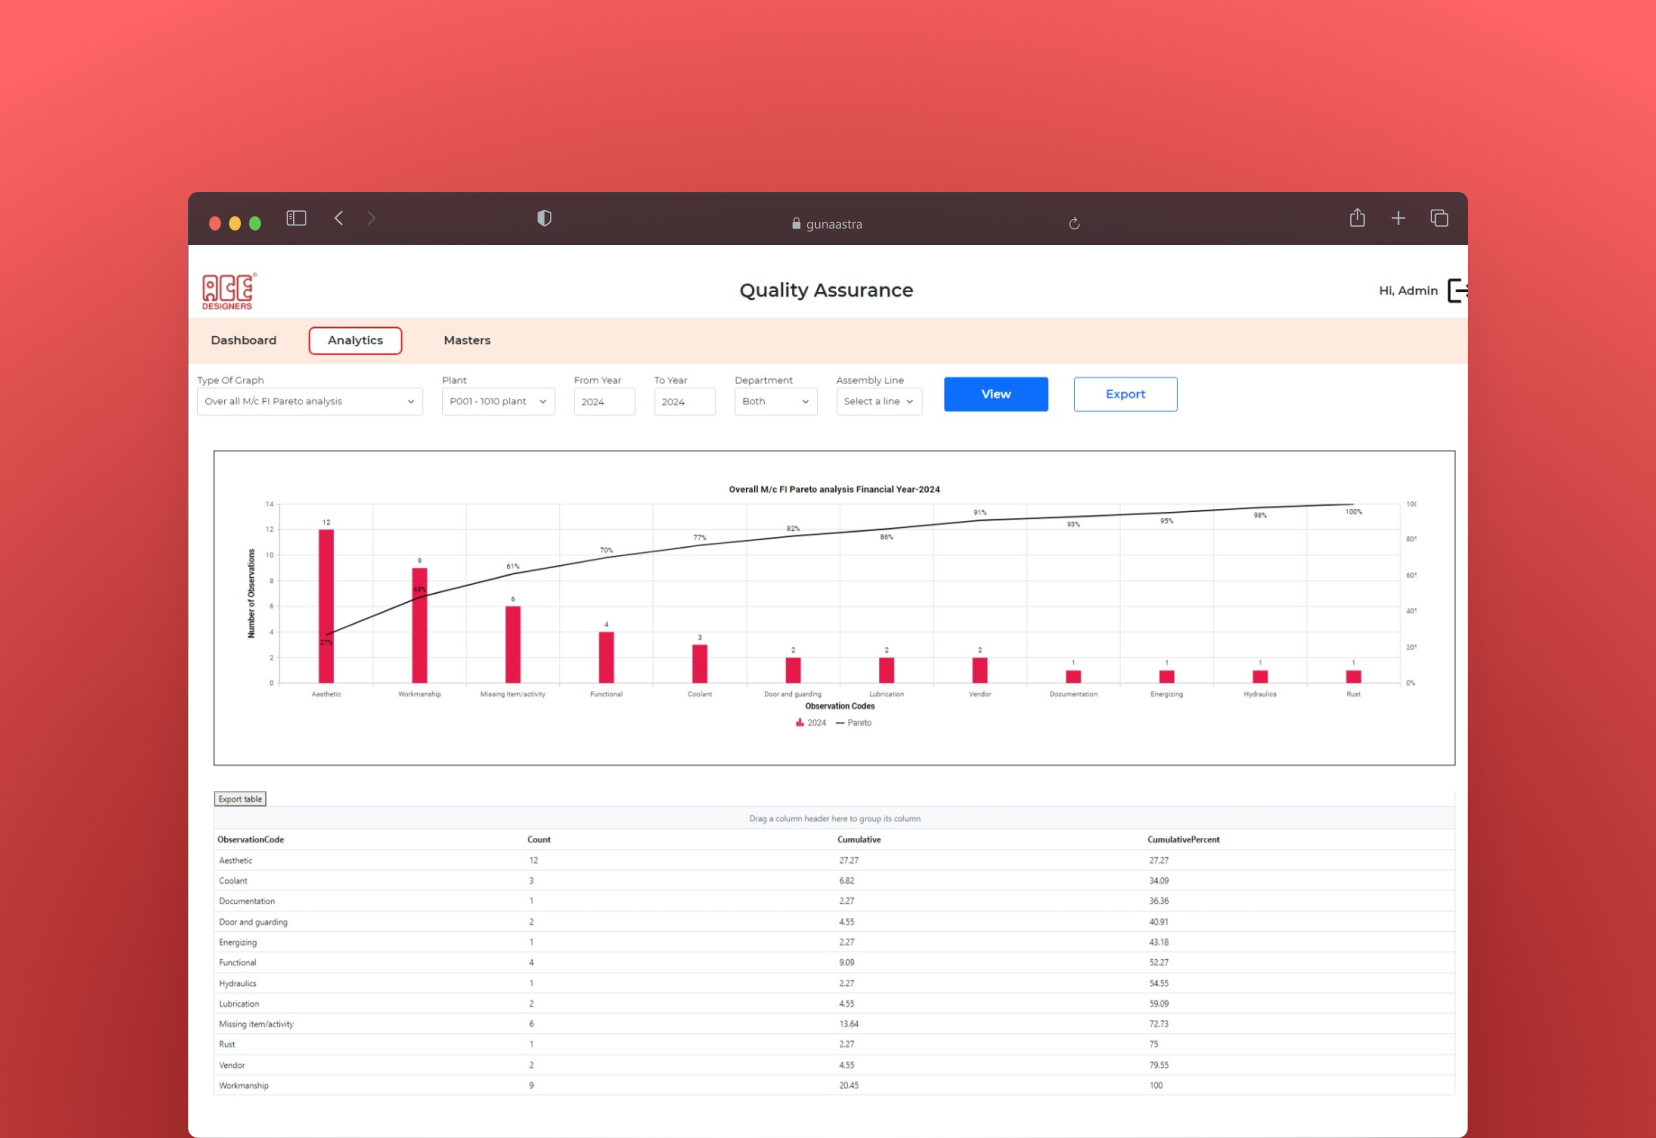 gunaastra
ACE
DESIGNERS
Quality Assurance
Hi, Admin
Dashboard Analytics Masters
Type Of Graph Plant From Year To Year Department Assembly Line
Over all M/c FI Pareto analysis P001 - 1010 plant 2024 2024 Both Select a line View Export
Overall M/c FI Pareto analysis Financial Year-2024
Number of Observations
14
12
10
8
6
4
2
0
12 9 6 4 3 2 2 2 1 1 1 1
27% 48% 61% 70% 77% 82% 86% 91% 93% 95% 98% 100%
80%
60%
40%
20%
0%
Aesthetic Workmanship Missing item/activity Functional Coolant Door and guarding Lubrication Vendor Documentation Energizing Hydraulics Rust
Observation Codes
2024 Pareto
Export table
Drag a column header here to group its column
ObservationCode Count Cumulative CumulativePercent
Aesthetic 12 27.27 27.27
Coolant 3 6.82 34.09
Documentation 1 2.27 36.36
Door and guarding 2 4.55 40.91
Energizing 1 2.27 43.18
Functional 4 9.09 52.27
Hydraulics 1 2.27 54.55
Lubrication 2 4.55 59.09
Missing item/activity 6 13.64 72.73
Rust 1 2.27 75
Vendor 2 4.55 79.55
Workmanship 9 20.45 100